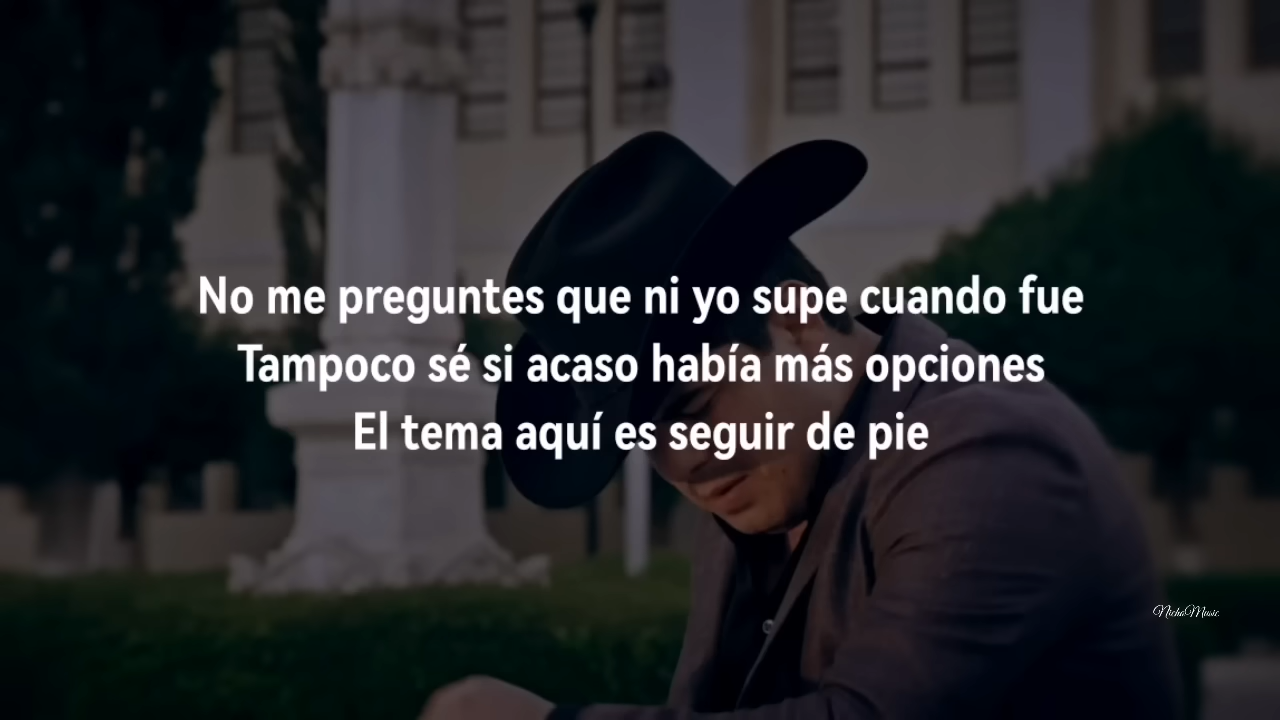 No me preguntes que ni yo supe cuando fue
Tampoco sé si acaso había más opciones
El tema aquí es seguir de pie
NichoMusic